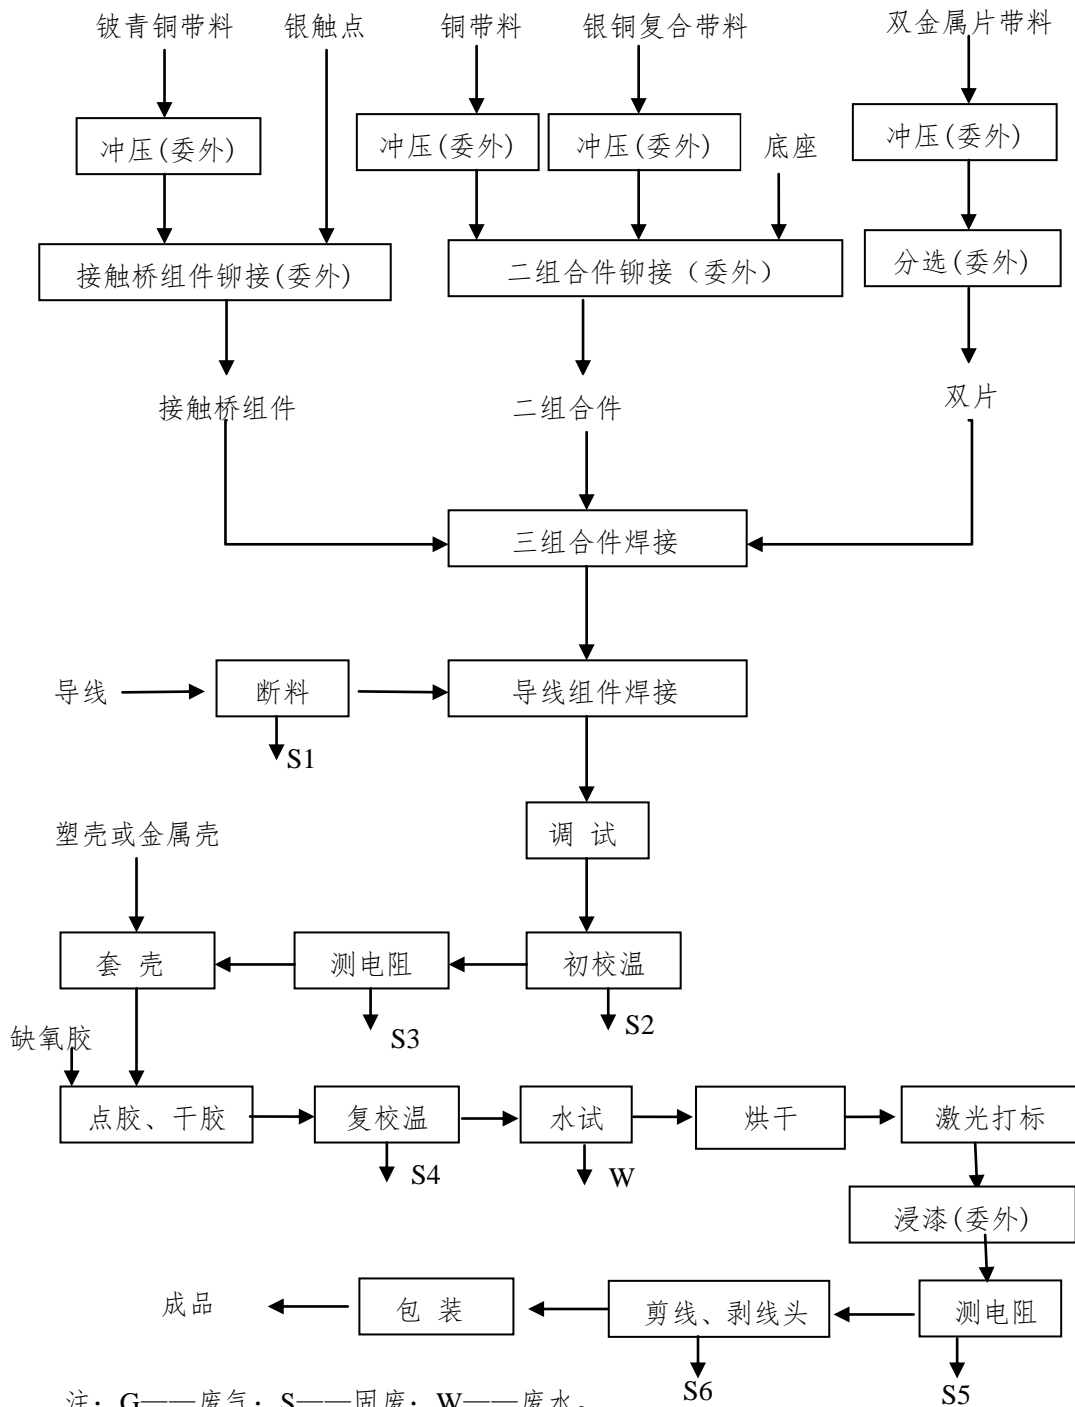 铍青铜带料 银触点 铜带料 银铜复合带料 双金属片带料
冲压(委外) 冲压(委外) 冲压(委外) 底座 冲压(委外)
接触桥组件铆接(委外) 二组合件铆接（委外） 分选(委外)
接触桥组件 二组合件 双片
三组合件焊接
导线 断料 导线组件焊接
S1
塑壳或金属壳 调 试
套 壳 测电阻 初校温
S3 S2
缺氧胶
点胶、干胶 复校温 水试 烘干 激光打标
S4 W
浸漆(委外)
成品 包 装 剪线、剥线头 测电阻
S6 S5
注：G——废气；S——固废；W——废水。